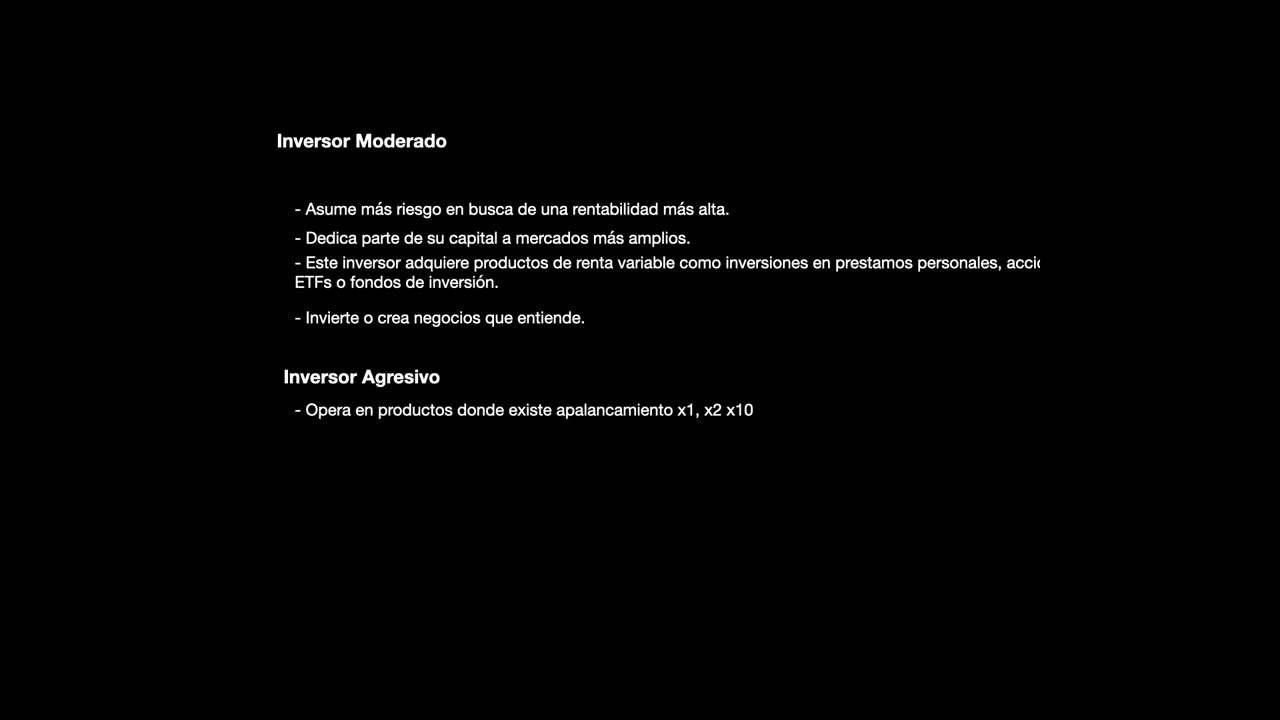 Inversor Moderado
- Asume más riesgo en busca de una rentabilidad más alta.
- Dedica parte de su capital a mercados más amplios.
- Este inversor adquiere productos de renta variable como inversiones en prestamos personales,
ETFs o fondos de inversión.
- Invierte o crea negocios que entiende.
Inversor Agresivo
- Opera en productos donde existe apalancamiento x1, x2 x10